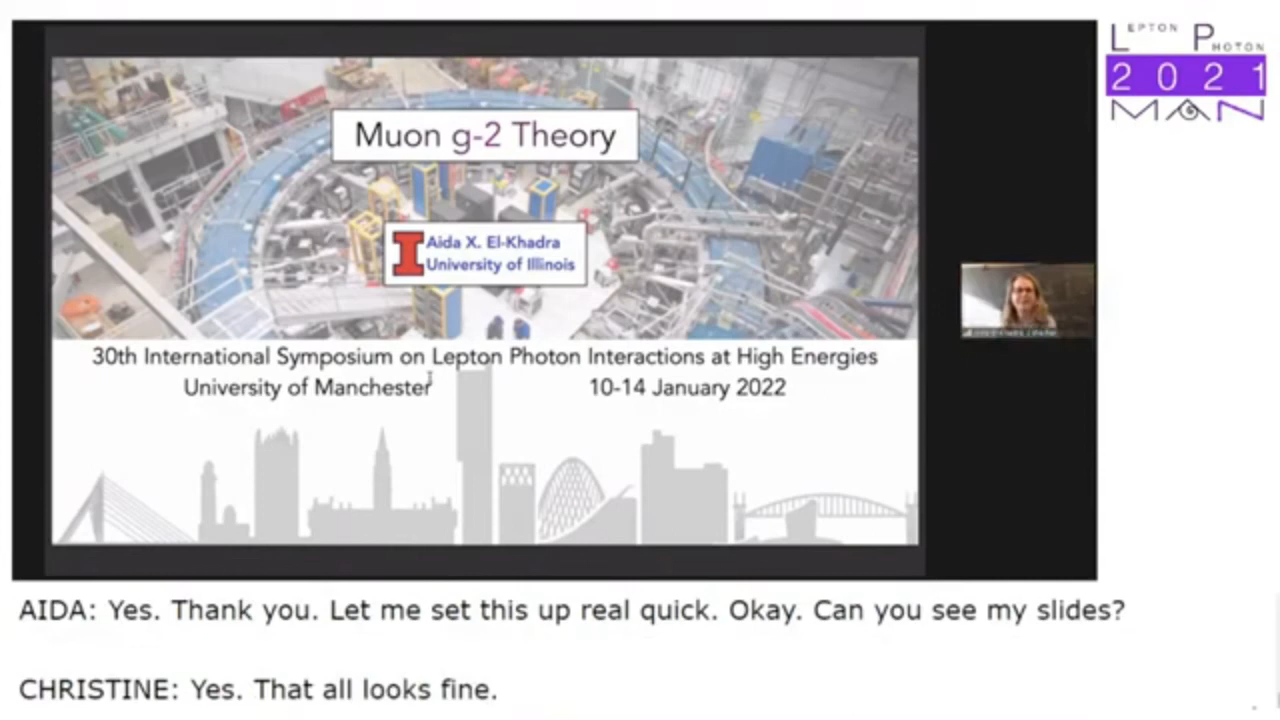 LEPTON PHOTON
2021
MAN
Muon g-2 Theory
I
Aida X. El-Khadra
University of Illinois
30th International Symposium on Lepton Photon Interactions at High Energies
University of Manchester 10-14 January 2022
AIDA: Yes. Thank you. Let me set this up real quick. Okay. Can you see my slides?
CHRISTINE: Yes. That all looks fine.